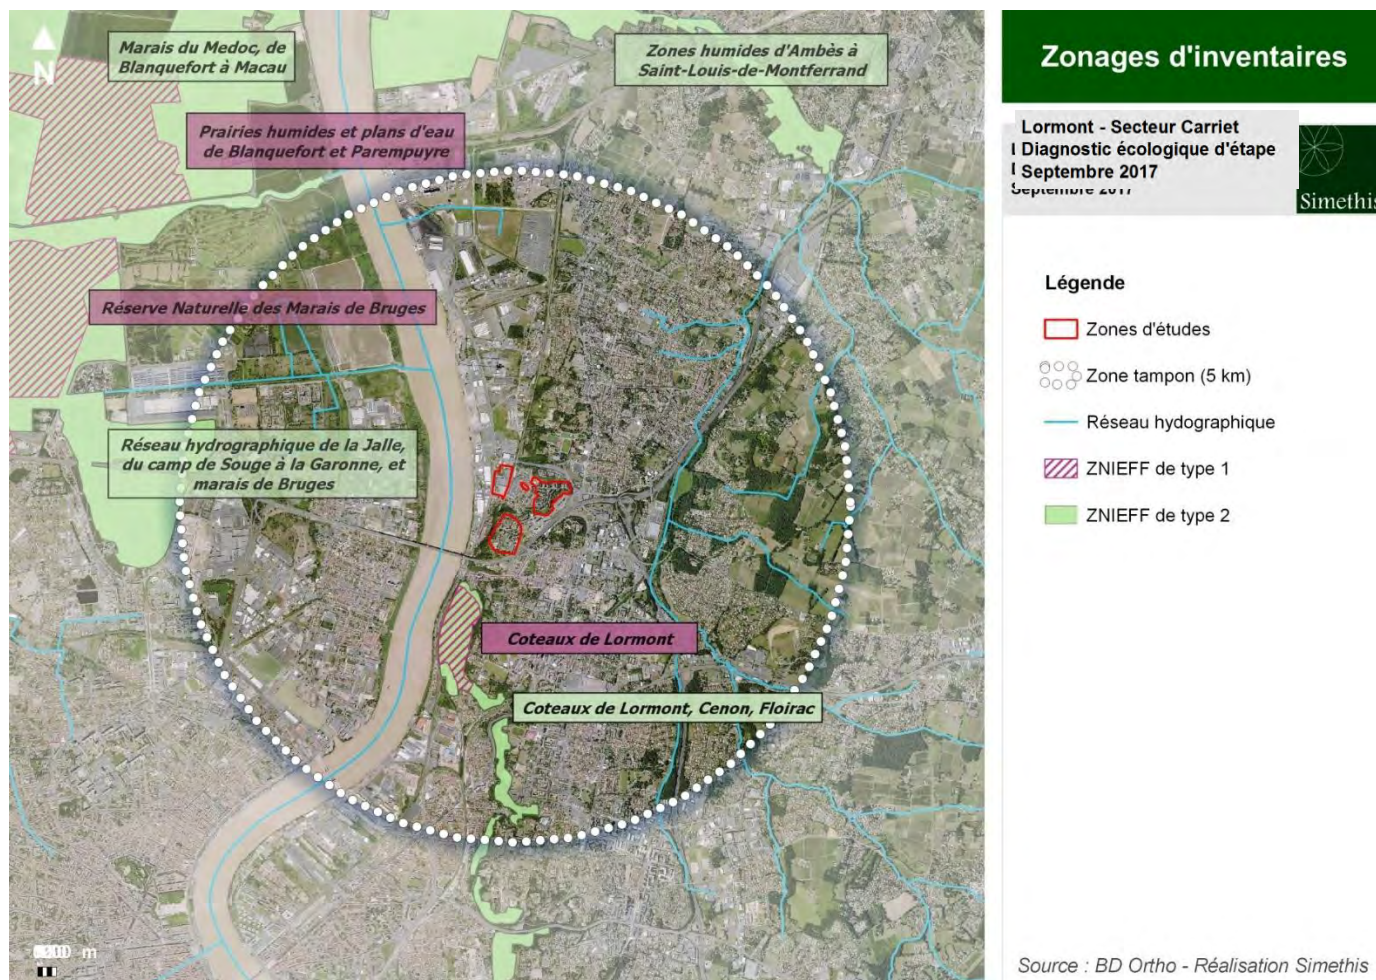 Marais du Medoc, de
Blanquefort à Macau
N
Zones humides d'Ambès à
Saint-Louis-de-Montferrand
Prairies humides et plans d'eau
de Blanquefort et Parempuyre
Réserve Naturelle des Marais de Bruges
Réseau hydrographique de la Jalle,
du camp de Souge à la Garonne, et
marais de Bruges
Coteaux de Lormont
Coteaux de Lormont, Cenon, Floirac
m
Zonages d'inventaires
Lormont - Secteur Carriet
Diagnostic écologique d'étape
Septembre 2017
Septembre 2017
Simethis
Légende
Zones d'études
Zone tampon (5 km)
Réseau hydographique
ZNIEFF de type 1
ZNIEFF de type 2
Source : BD Ortho - Réalisation Simethis